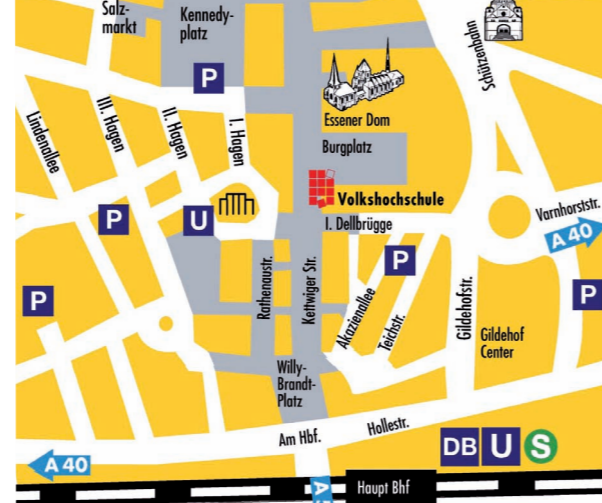 Salz-
markt
Kennedy-
platz
P
Schützenbahn
Essener Dom
Burgplatz
Lindenallee
III. Hagen
II. Hagen
I. Hagen
Volkshochschule
I. Dellbrügge
Varnhorststr.
A 40
P
U
P
P
P
Rathenaustr.
Kettwiger Str.
Akazienallee
Teichstr.
Gildehofstr.
Gildehof
Center
Willy-
Brandt-
Platz
Am Hbf.
Hollestr.
DB U S
A 40
A
Haupt Bhf